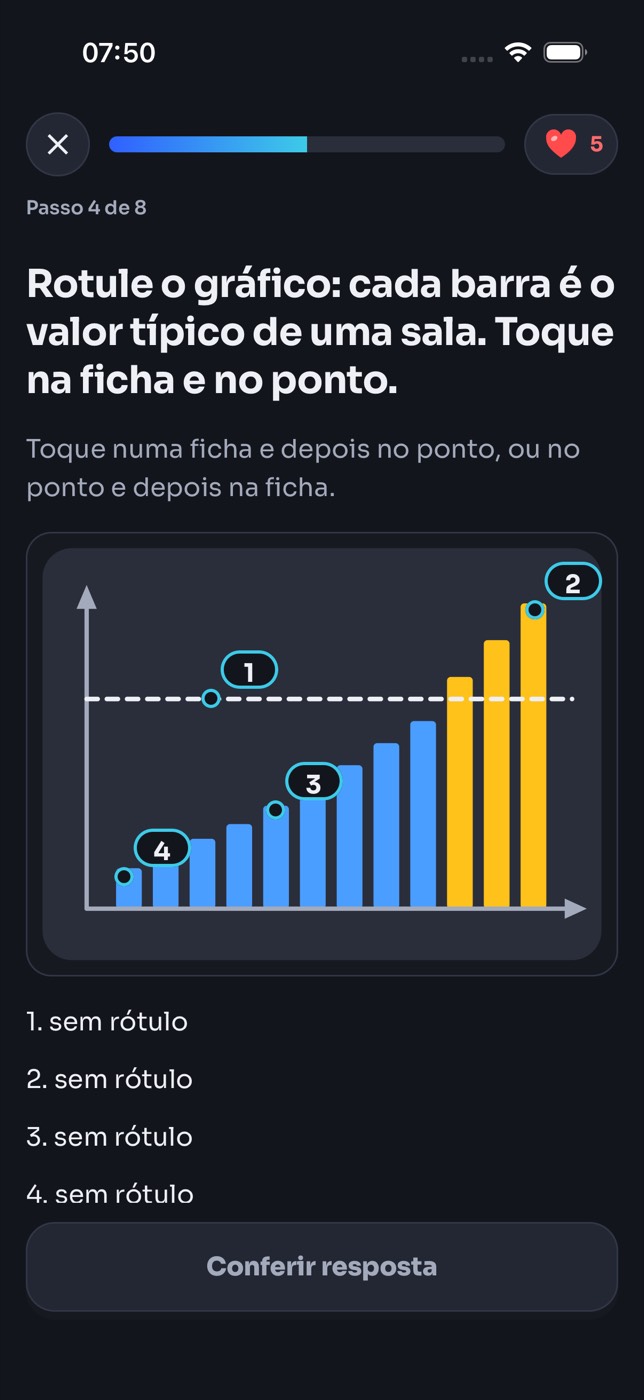 07:50
5
Passo 4 de 8
Rotule o gráfico: cada barra é o
valor típico de uma sala. Toque
na ficha e no ponto.
Toque numa ficha e depois no ponto, ou no
ponto e depois na ficha.
2
1
3
4
1. sem rótulo
2. sem rótulo
3. sem rótulo
4. sem rótulo
Conferir resposta